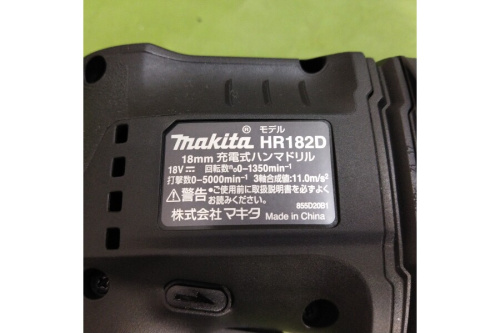 モデル
makita® HR182D
18mm 充電式ハンマドリル
18V⎓ 回転数n₀0-1350min⁻¹
打撃数0-5000min⁻¹ 3軸合成値:11.0m/s²
⚠警告 •ご使用前に取扱説明書を必ずよく
お読みください。
株式会社 マキタ Made in China
855D20B1